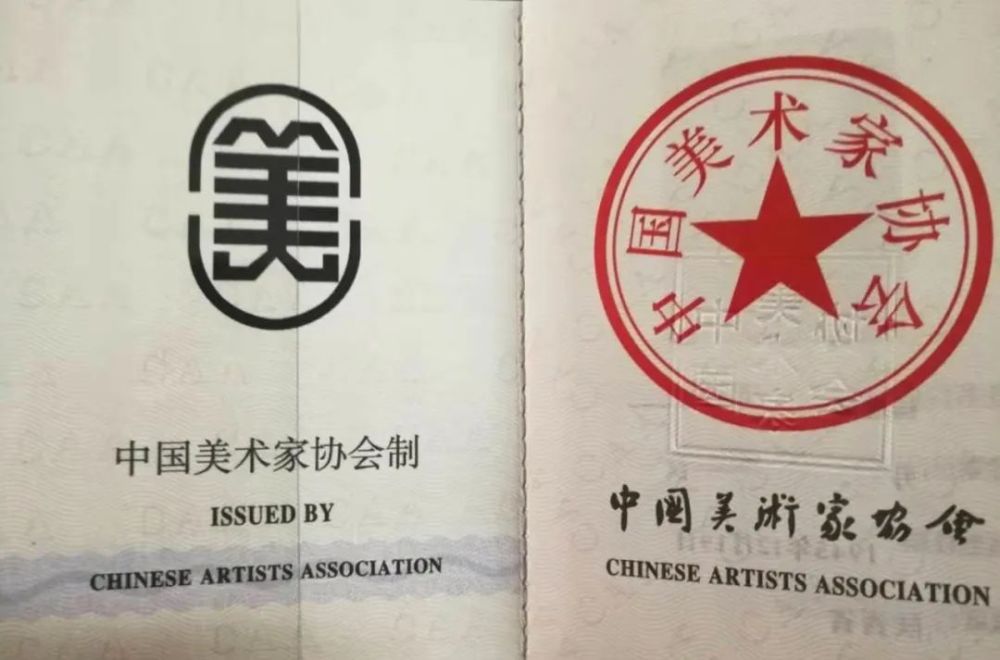 美
中国美术家协会制
ISSUED BY
CHINESE ARTISTS ASSOCIATION
中国美术家协会
中國美術家協會
CHINESE ARTISTS ASSOCIATION